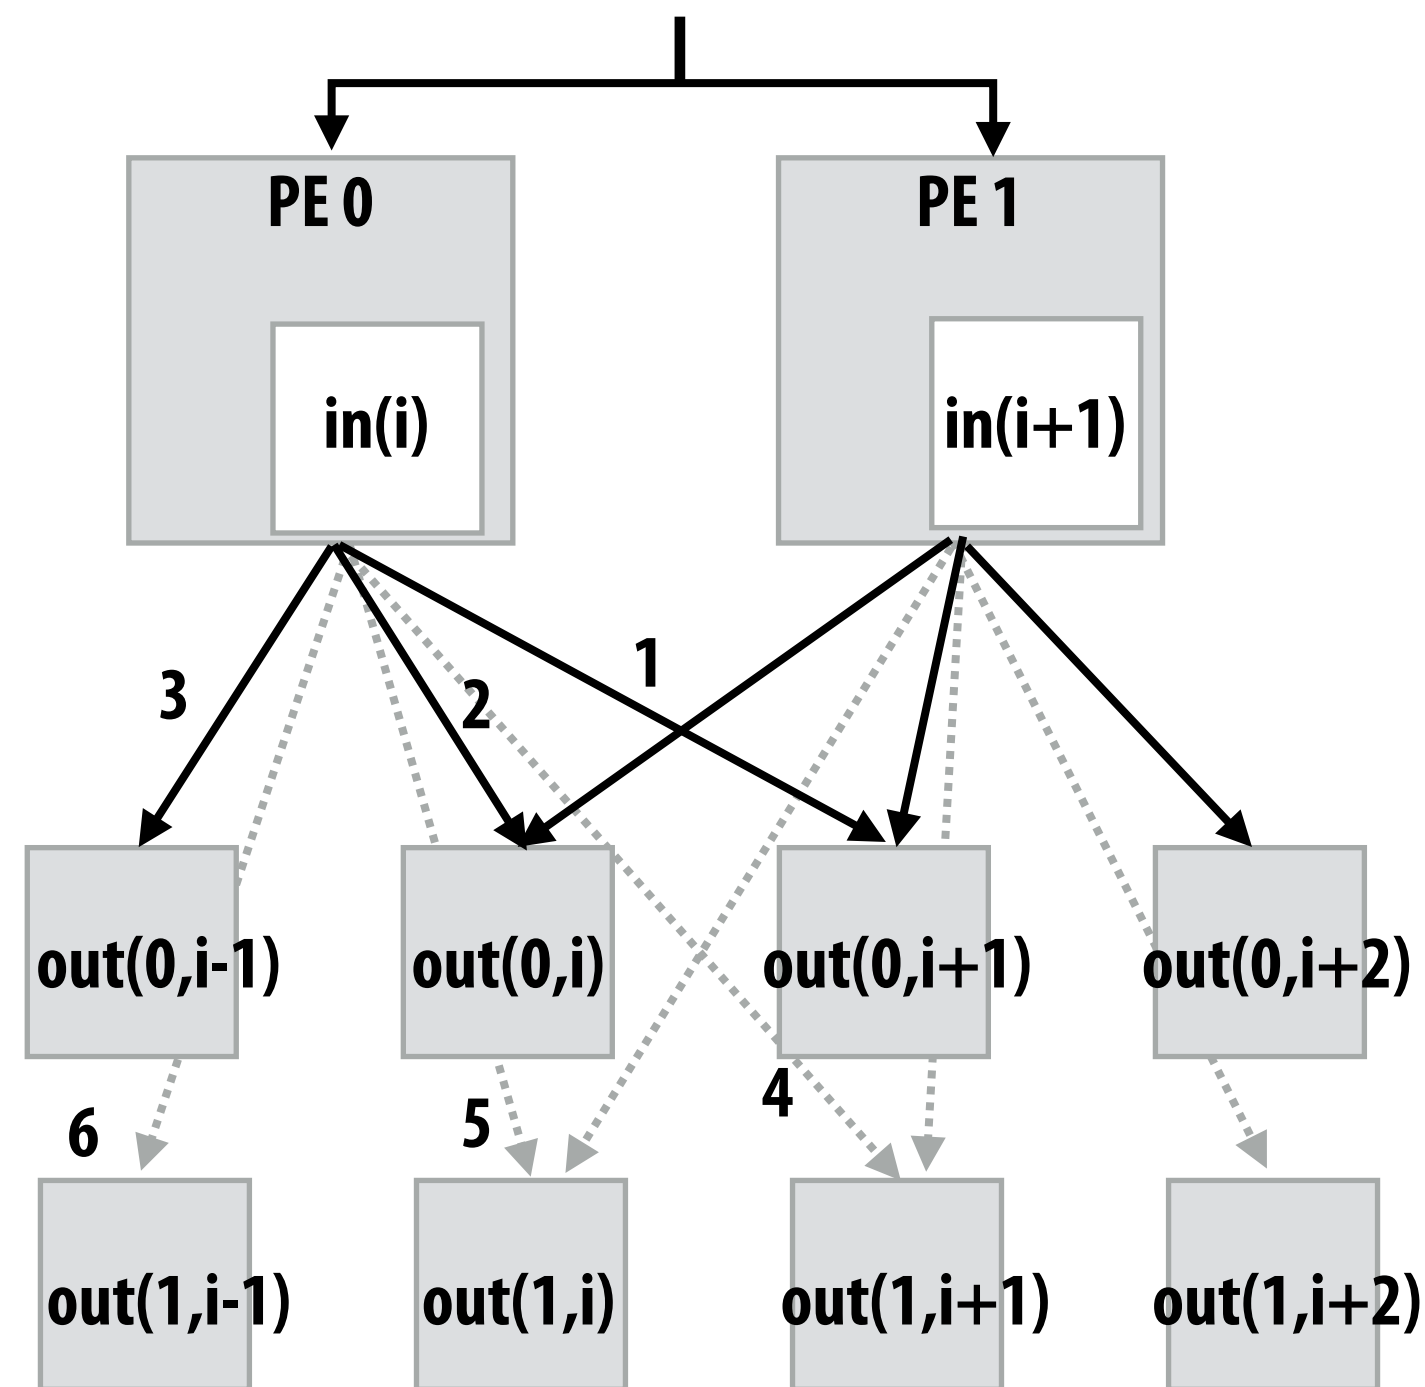 PE 0
PE 1
in(i)
in(i+1)
1
3
2
out(0,i-1)
out(0,i)
out(0,i+1)
out(0,i+2)
4
5
6
out(1,i-1)
out(1,i)
out(1,i+1)
out(1,i+2)